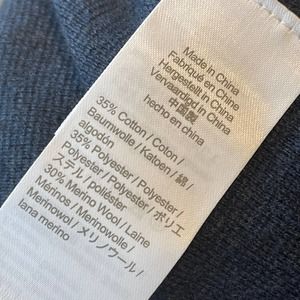 Made in China
Fabriqué en Chine
Hergestellt in China
Vervaardigd in China
中国製
hecho en china
35% Cotton / Coton /
Baumwolle / Katoen / 綿 /
algodón
35% Polyester / Polyester /
Polyester / Polyester / ポリエ
ステル / poliéster
30% Merino Wool / Laine
Mérinos / Merinowolle /
Merinowol / メリノウール /
lana merino